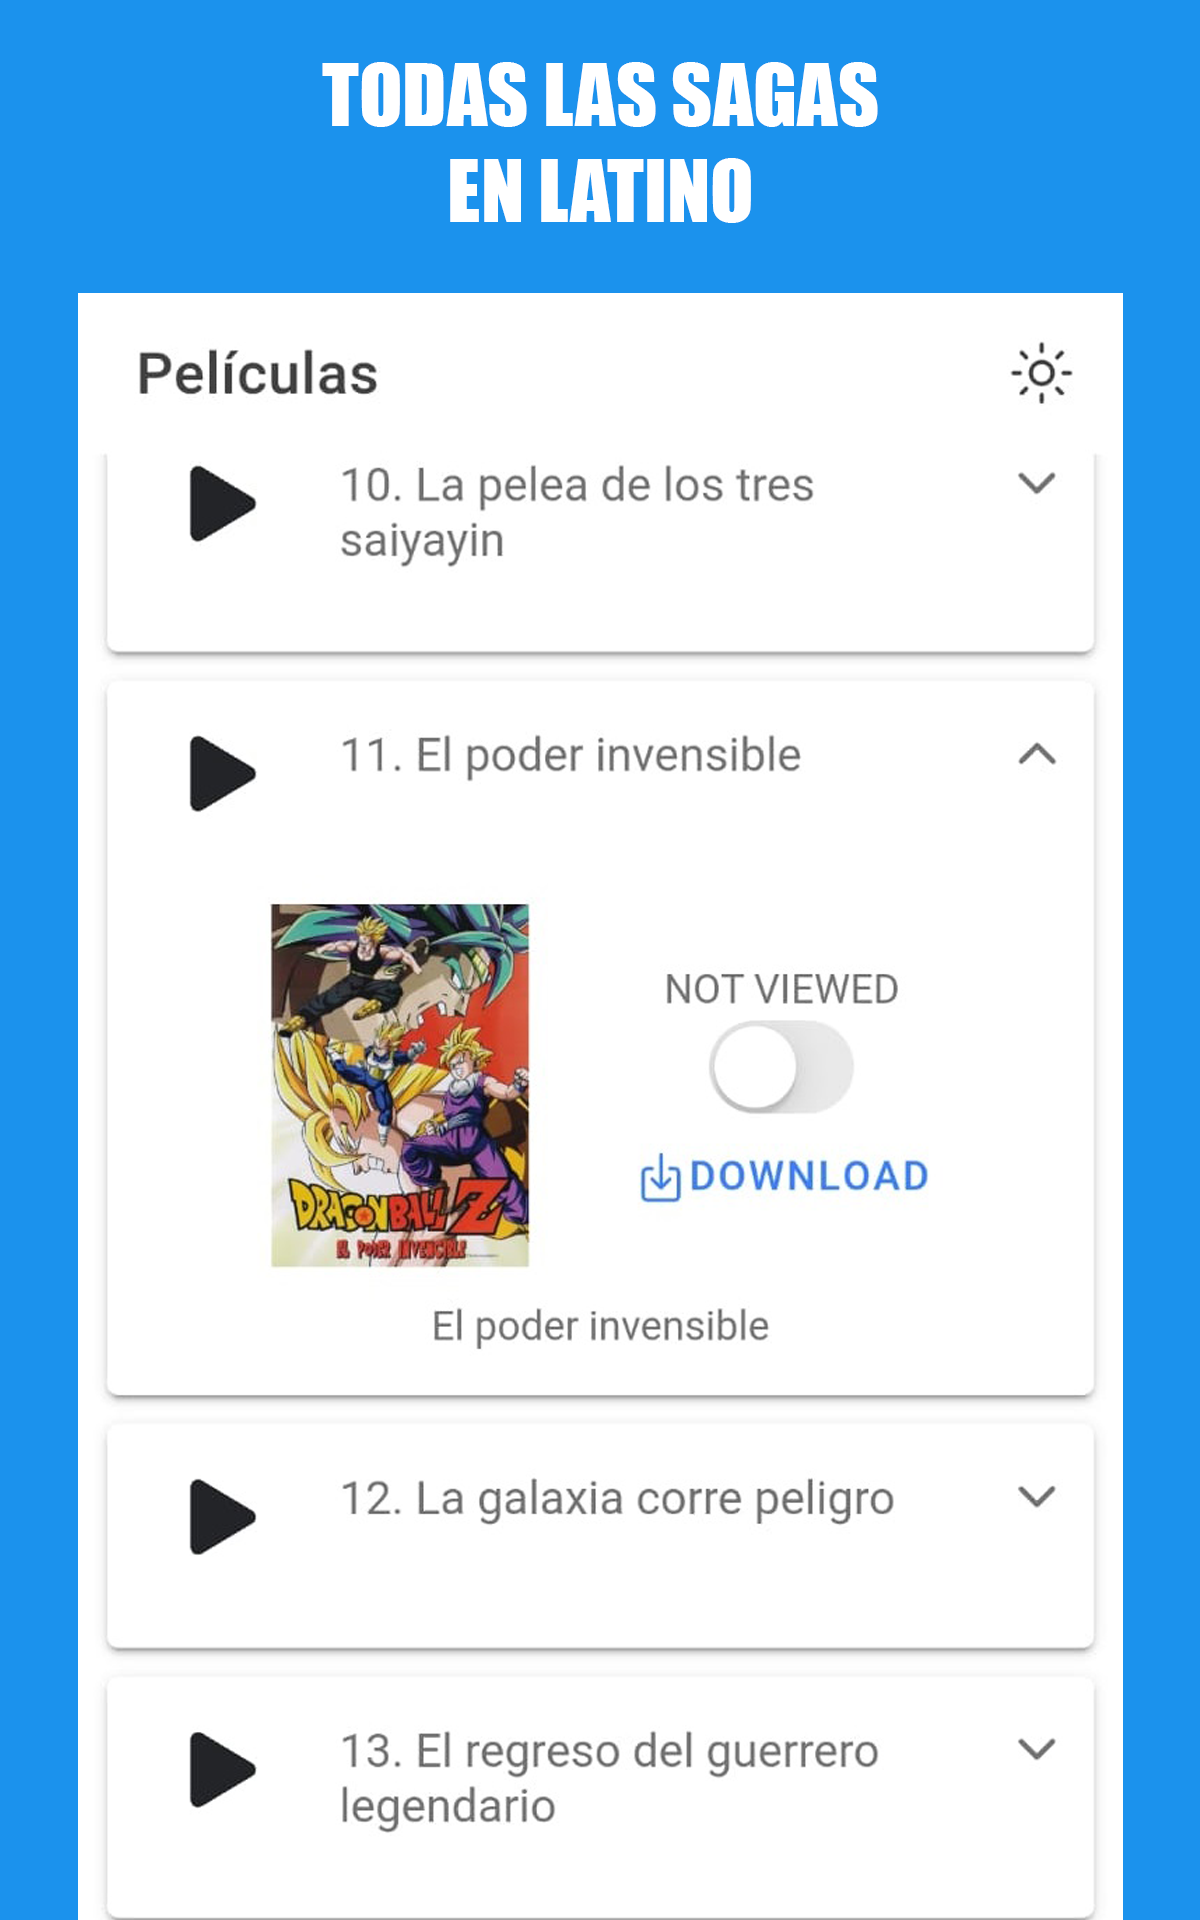 TODAS LAS SAGAS
EN LATINO
Películas
10. La pelea de los tres
saiyayin
11. El poder invensible
NOT VIEWED
DOWNLOAD
DRAGON BALL Z
EL PODER INVENCIBLE
El poder invensible
12. La galaxia corre peligro
13. El regreso del guerrero
legendario